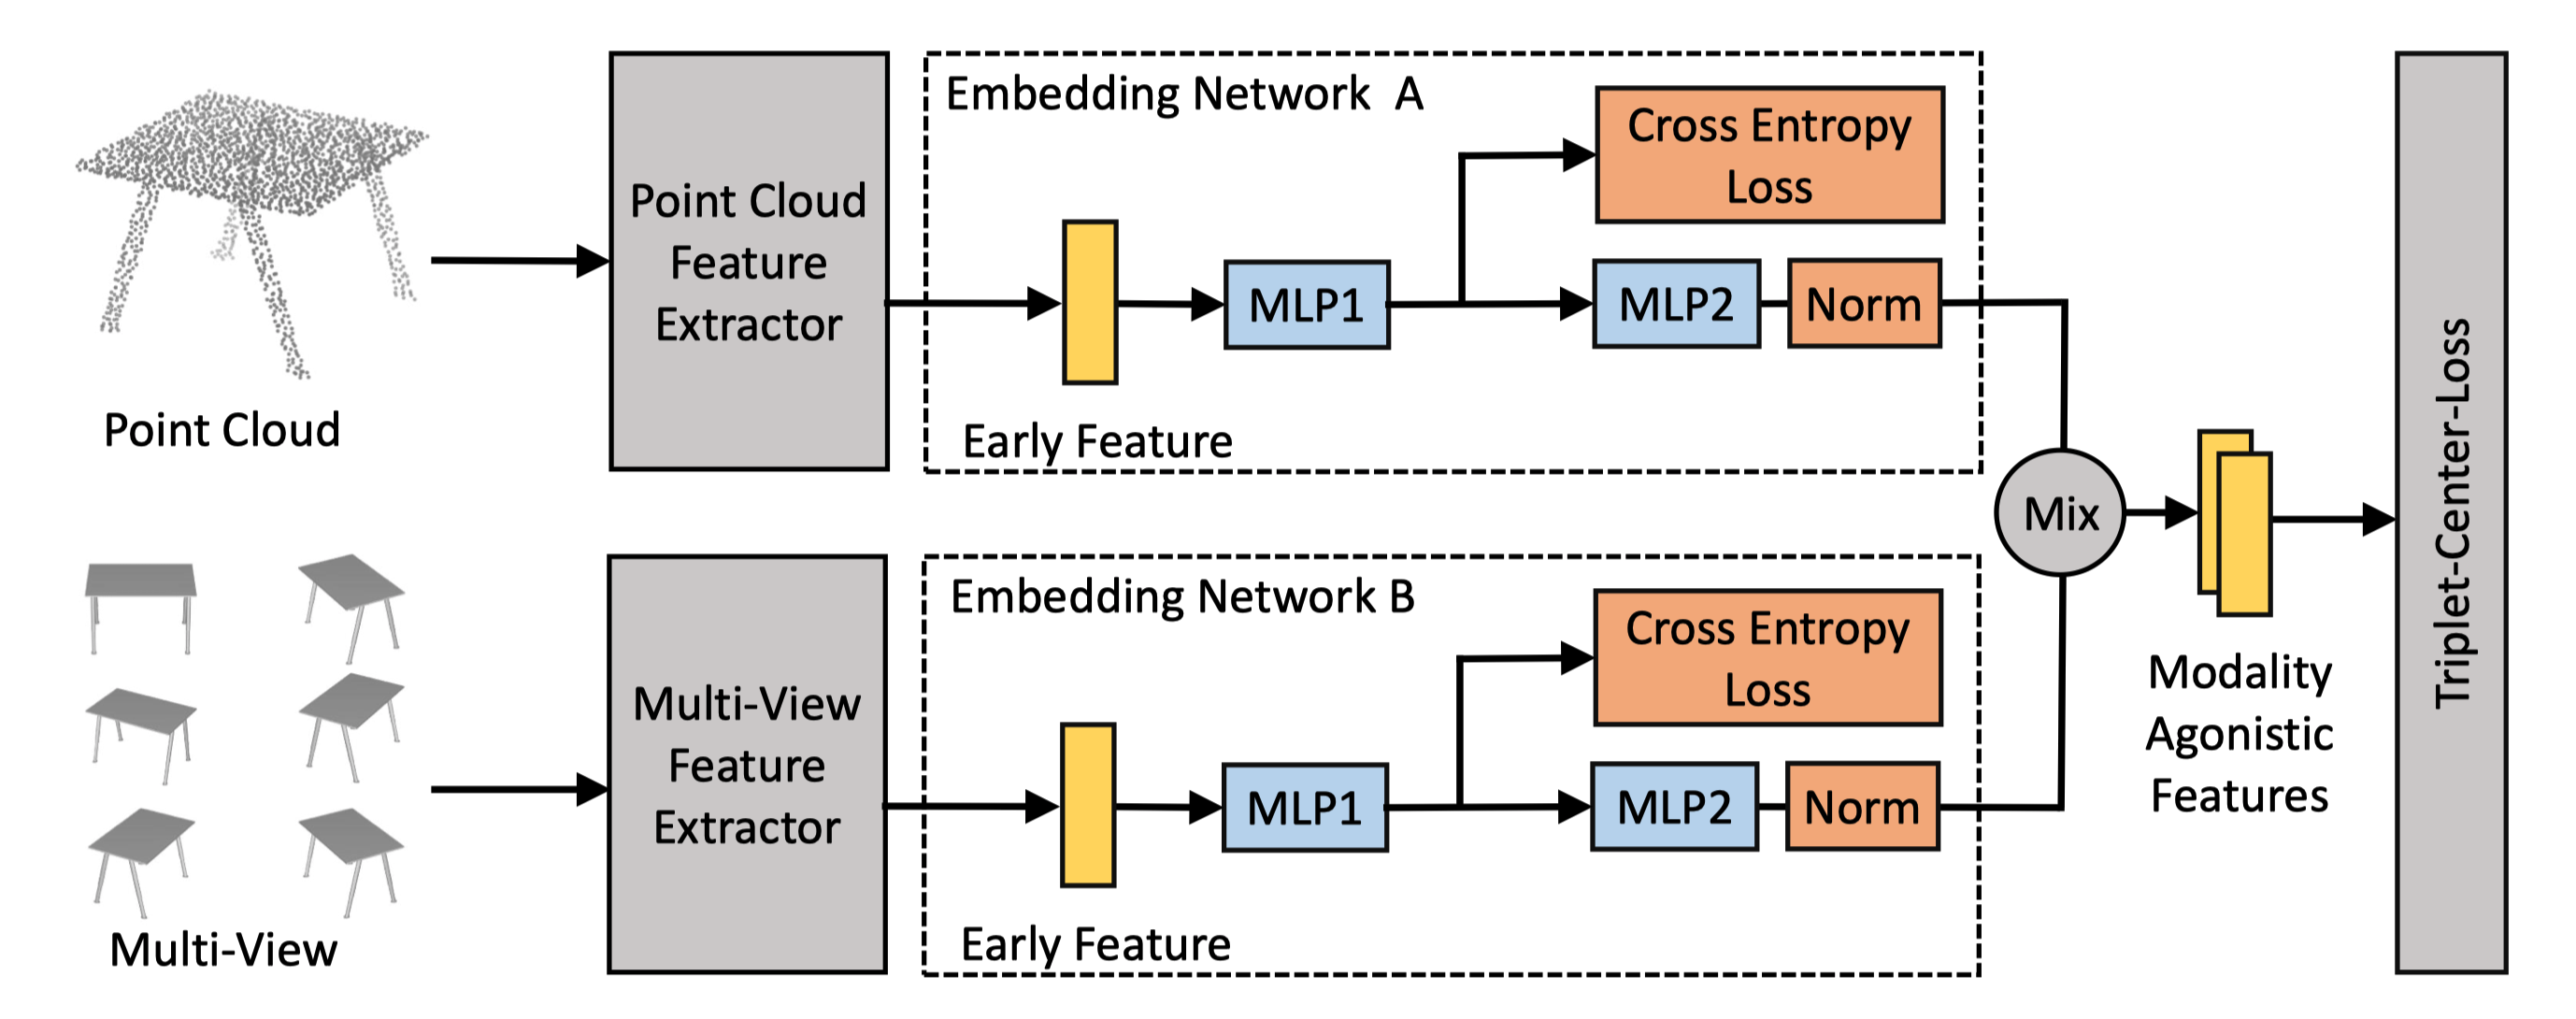 Embedding Network A
Cross Entropy
Loss
Point Cloud
Feature
Extractor
MLP1
MLP2
Norm
Point Cloud
Early Feature
Mix
Triplet-Center-Loss
Embedding Network B
Cross Entropy
Loss
Multi-View
Feature
Extractor
MLP1
MLP2
Norm
Modality
Agonistic
Features
Multi-View
Early Feature